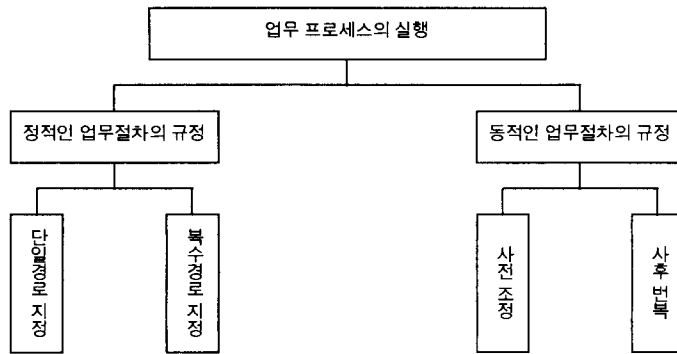 업무 프로세스의 실행
정적인 업무절차의 규정
동적인 업무절차의 규정
단일경로 지정
복수경로 지정
사전 조정
사후 번복